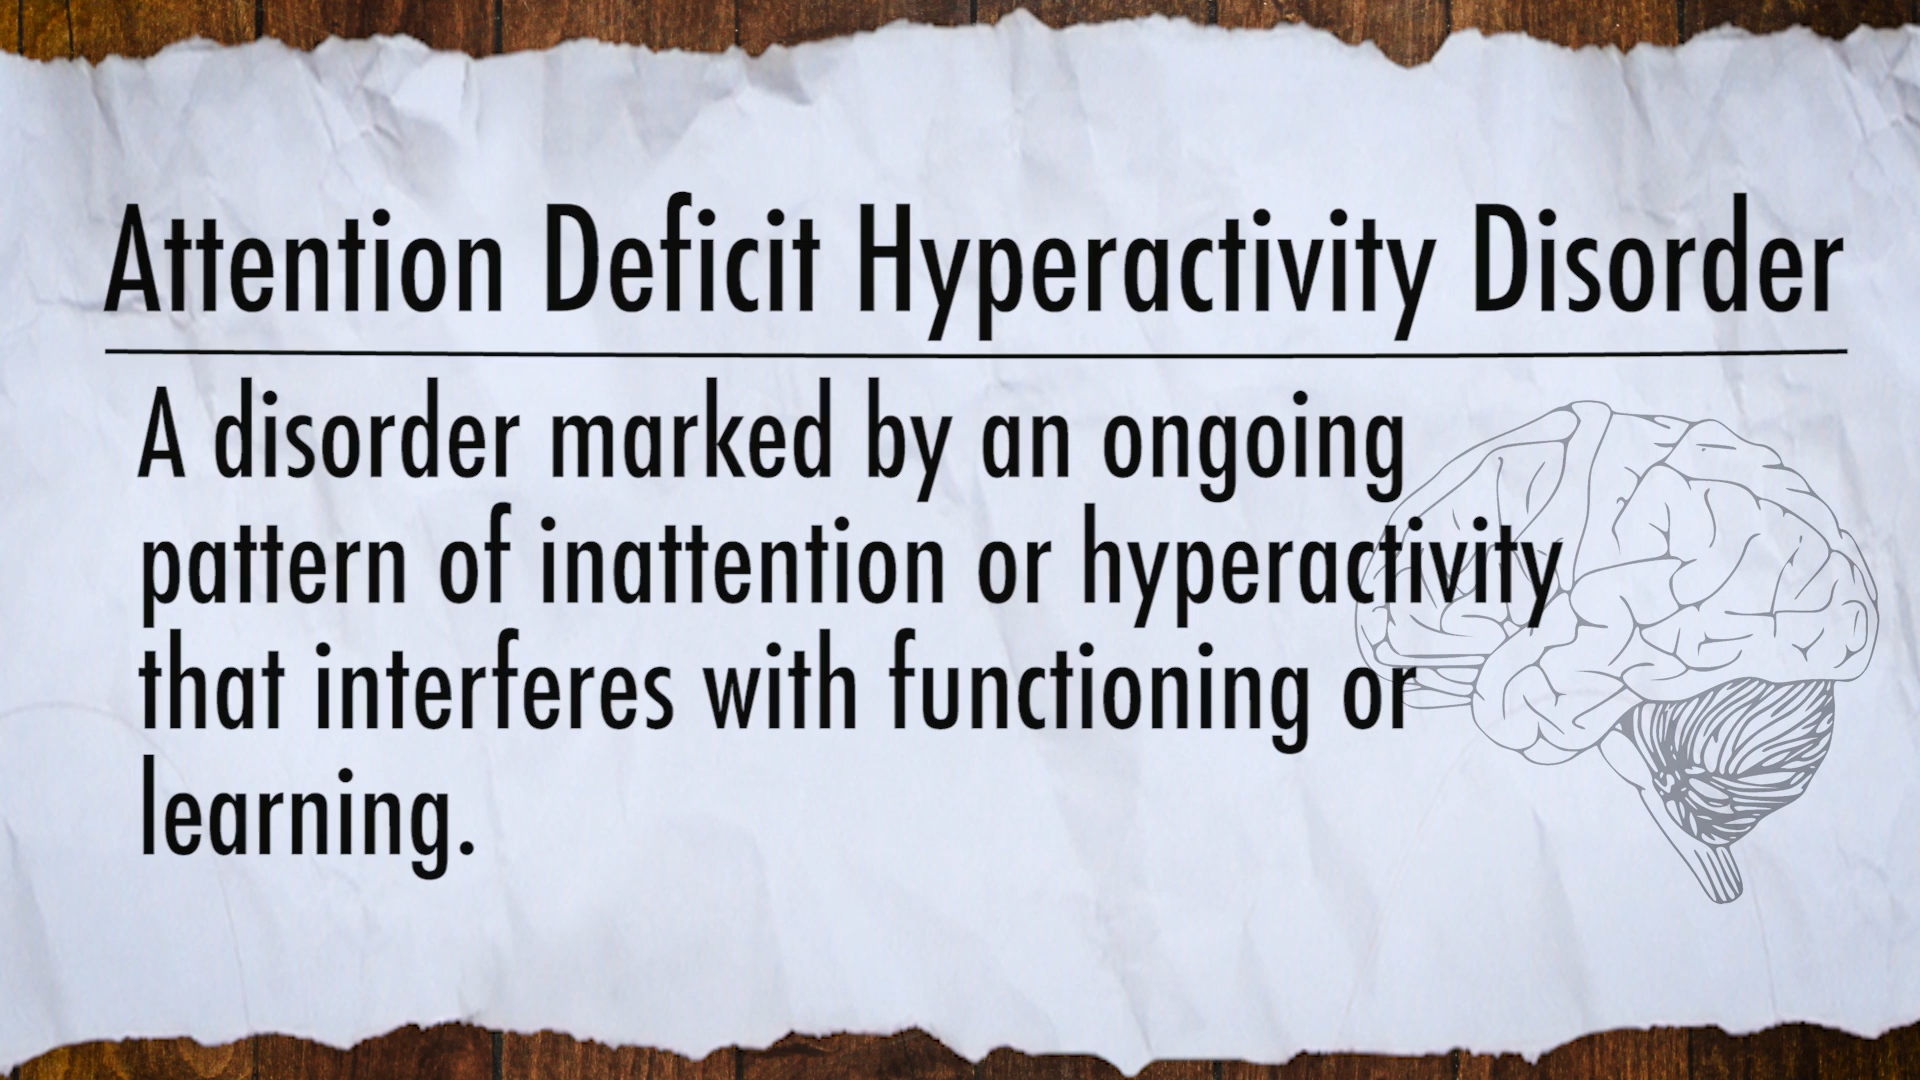 Attention Deficit Hyperactivity Disorder
A disorder marked by an ongoing
pattern of inattention or hyperactivity
that interferes with functioning or
learning.